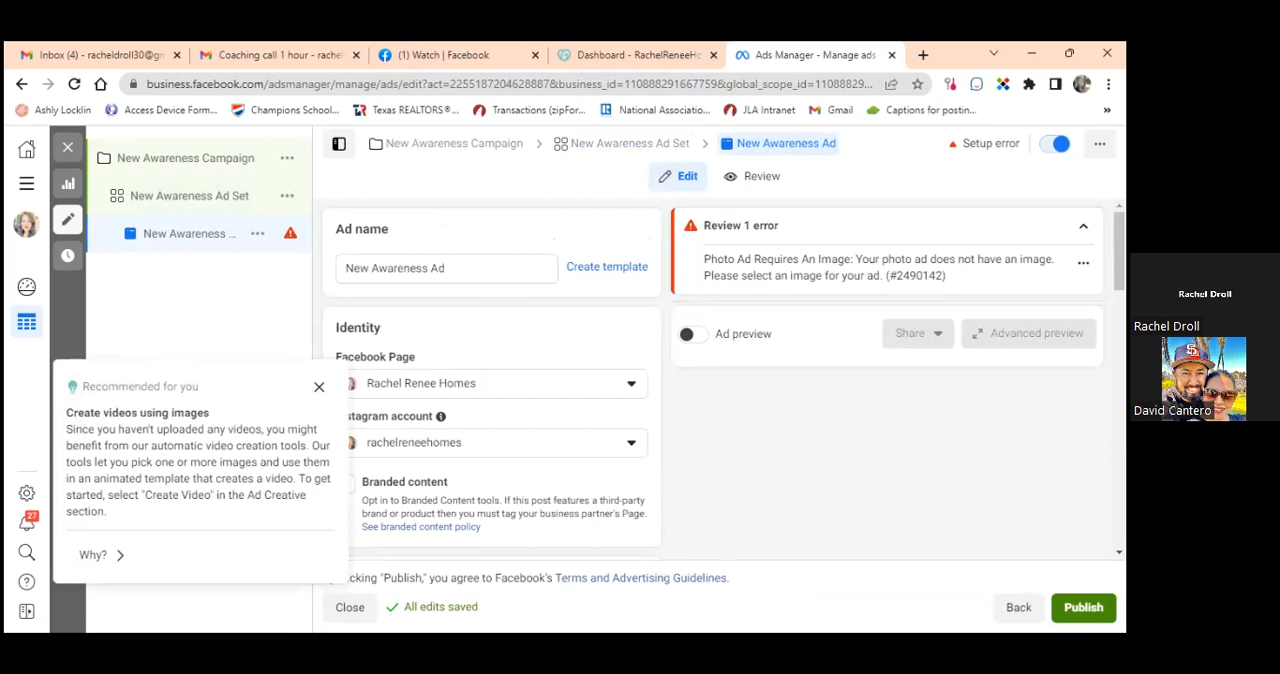 Inbox (4) - racheldroll30@gn
Coaching call 1 hour - rache
(1) Watch | Facebook
Dashboard - RachelReneeHo
Ads Manager - Manage ads
business.facebook.com/adsmanager/manage/ads/edit?act=2255187204628887&business_id=110888291667759&global_scope_id=11088829...
Ashly Locklin
Access Device Form...
Champions School...
Texas REALTORS®...
Transactions (zipFor...
National Associatio...
JLA Intranet
Gmail
Captions for postin...
»
New Awareness Campaign
New Awareness Ad Set
New Awareness ...
New Awareness Campaign
New Awareness Ad Set
New Awareness Ad
Setup error
Edit
Review
Ad name
New Awareness Ad
Create template
Identity
Facebook Page
Rachel Renee Homes
stagram account
rachelreneehomes
Branded content
Opt in to Branded Content tools. If this post features a third-party
brand or product then you must tag your business partner's Page.
See branded content policy
Review 1 error
Photo Ad Requires An Image: Your photo ad does not have an image.
Please select an image for your ad. (#2490142)
Ad preview
Share
Advanced preview
Recommended for you
Create videos using images
Since you haven't uploaded any videos, you might
benefit from our automatic video creation tools. Our
tools let you pick one or more images and use them
in an animated template that creates a video. To get
started, select "Create Video" in the Ad Creative
section.
Why?
27
cking "Publish," you agree to Facebook's Terms and Advertising Guidelines.
Close
All edits saved
Back
Publish
Rachel Droll
Rachel Droll
David Cantero